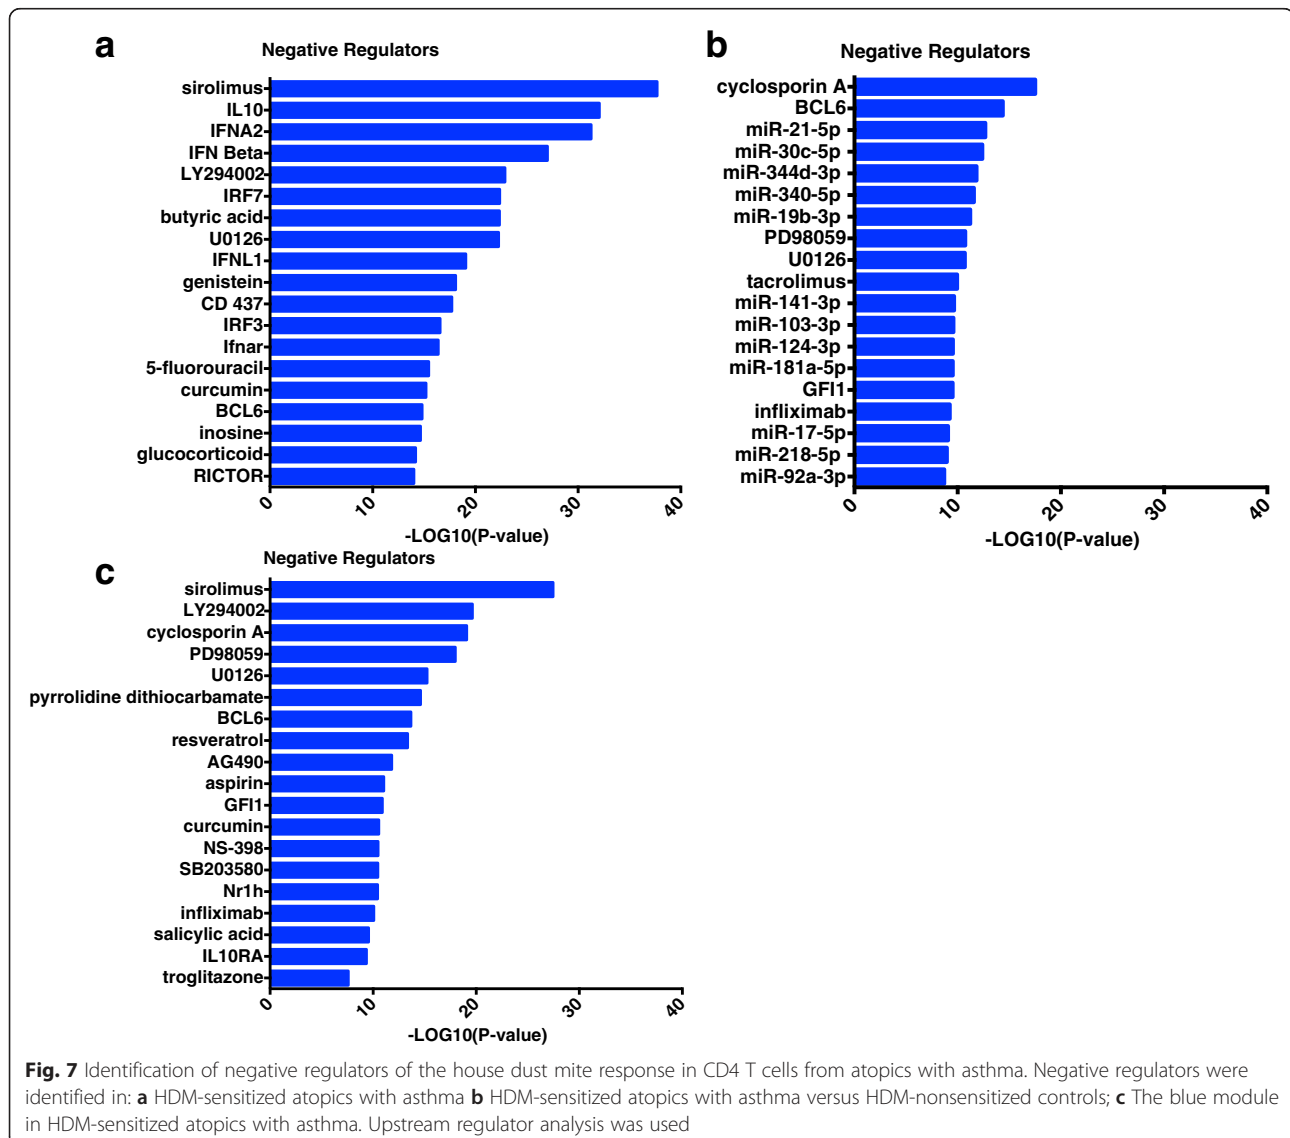 a
Negative Regulators
sirolimus
IL10
IFNA2
IFN Beta
LY294002
IRF7
butyric acid
U0126
IFNL1
genistein
CD 437
IRF3
Ifnar
5-fluorouracil
curcumin
BCL6
inosine
glucocorticoid
RICTOR
0 10 20 30 40
-LOG10(P-value)
b
Negative Regulators
cyclosporin A
BCL6
miR-21-5p
miR-30c-5p
miR-344d-3p
miR-340-5p
miR-19b-3p
PD98059
U0126
tacrolimus
miR-141-3p
miR-103-3p
miR-124-3p
miR-181a-5p
GFI1
infliximab
miR-17-5p
miR-218-5p
miR-92a-3p
0 10 20 30 40
-LOG10(P-value)
c
Negative Regulators
sirolimus
LY294002
cyclosporin A
PD98059
U0126
pyrrolidine dithiocarbamate
BCL6
resveratrol
AG490
aspirin
GFI1
curcumin
NS-398
SB203580
Nr1h
infliximab
salicylic acid
IL10RA
troglitazone
0 10 20 30 40
-LOG10(P-value)
Fig. 7 Identification of negative regulators of the house dust mite response in CD4 T cells from atopics with asthma. Negative regulators were
identified in: a HDM-sensitized atopics with asthma b HDM-sensitized atopics with asthma versus HDM-nonsensitized controls; c The blue module
in HDM-sensitized atopics with asthma. Upstream regulator analysis was used